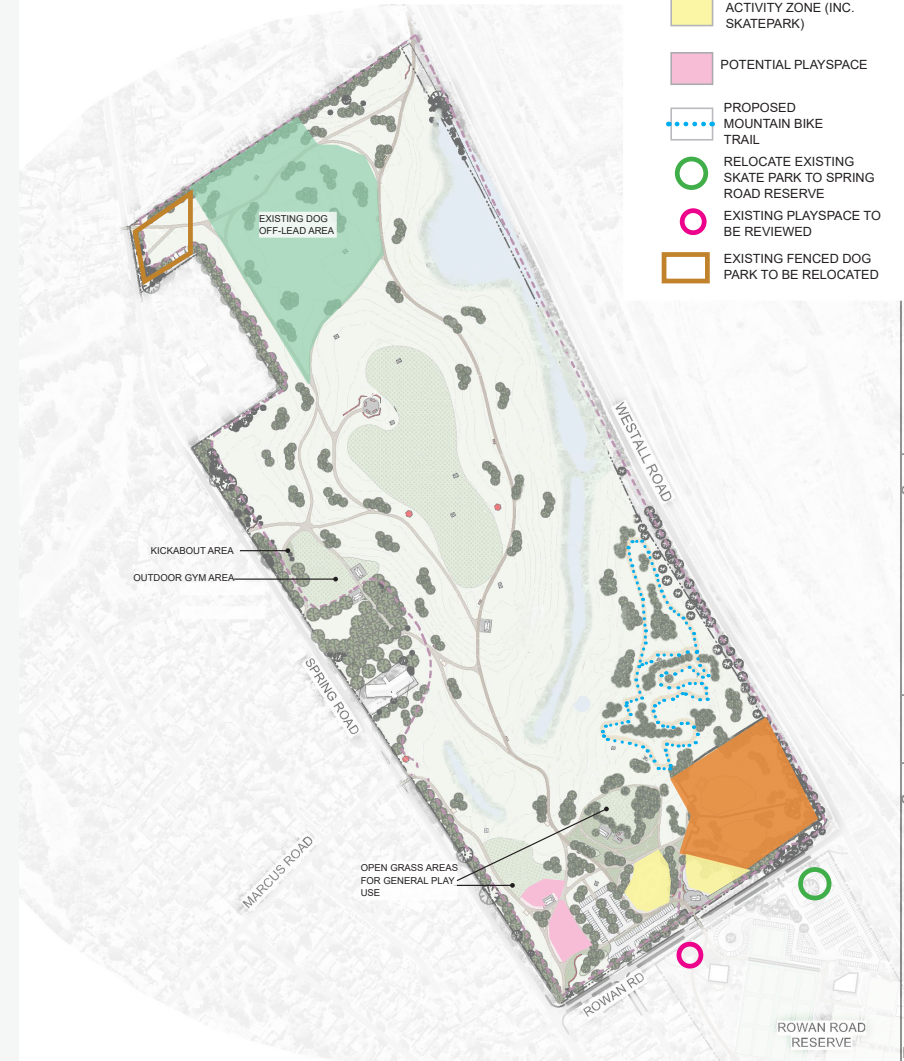 ACTIVITY ZONE (INC.
SKATEPARK)
POTENTIAL PLAYSPACE
PROPOSED
MOUNTAIN BIKE
TRAIL
RELOCATE EXISTING
SKATE PARK TO SPRING
ROAD RESERVE
EXISTING PLAYSPACE TO
BE REVIEWED
EXISTING FENCED DOG
PARK TO BE RELOCATED
EXISTING DOG
OFF-LEAD AREA
WESTALL ROAD
KICKABOUT AREA
OUTDOOR GYM AREA
SPRING ROAD
MARCUS ROAD
OPEN GRASS AREAS
FOR GENERAL PLAY
USE
ROWAN RD
ROWAN ROAD
RESERVE